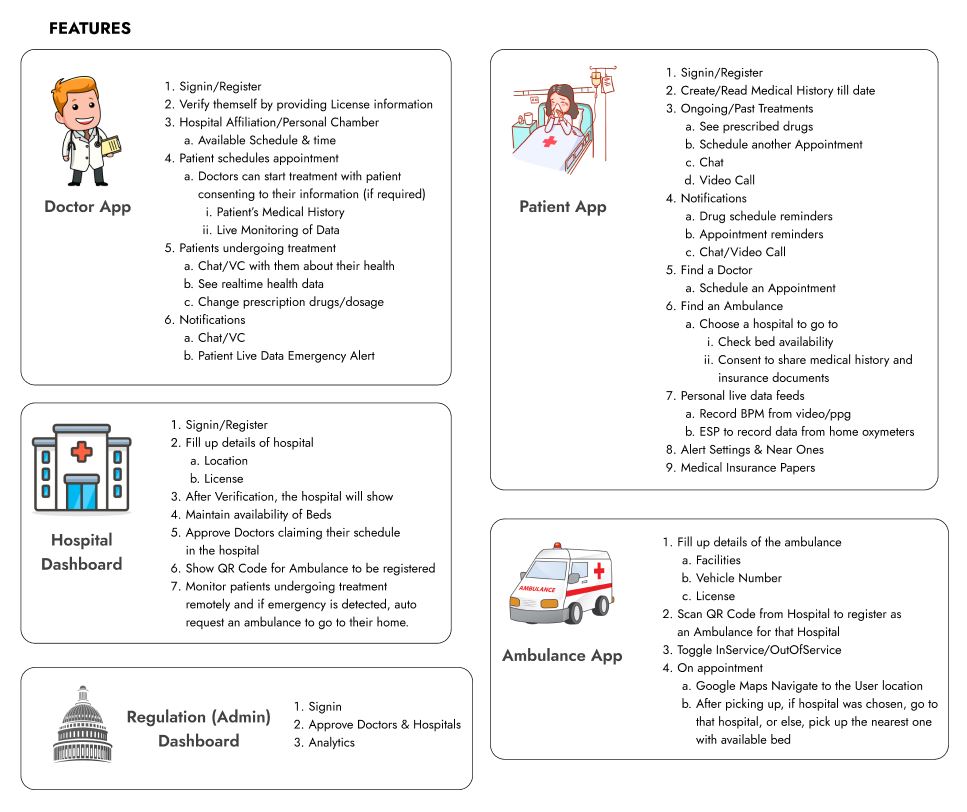 FEATURES
Doctor App
1. Signin/Register
2. Verify themself by providing License information
3. Hospital Affiliation/Personal Chamber
a. Available Schedule & time
4. Patient schedules appointment
a. Doctors can start treatment with patient
consenting to their information (if required)
i. Patient's Medical History
ii. Live Monitoring of Data
5. Patients undergoing treatment
a. Chat/VC with them about their health
b. See realtime health data
c. Change prescription drugs/dosage
6. Notifications
a. Chat/VC
b. Patient Live Data Emergency Alert
Patient App
1. Signin/Register
2. Create/Read Medical History till date
3. Ongoing/Past Treatments
a. See prescribed drugs
b. Schedule another Appointment
c. Chat
d. Video Call
4. Notifications
a. Drug schedule reminders
b. Appointment reminders
c. Chat/Video Call
5. Find a Doctor
a. Schedule an Appointment
6. Find an Ambulance
a. Choose a hospital to go to
i. Check bed availability
ii. Consent to share medical history and
insurance documents
7. Personal live data feeds
a. Record BPM from video/ppg
b. ESP to record data from home oxymeters
8. Alert Settings & Near Ones
9. Medical Insurance Papers
Hospital
Dashboard
1. Signin/Register
2. Fill up details of hospital
a. Location
b. License
3. After Verification, the hospital will show
4. Maintain availability of Beds
5. Approve Doctors claiming their schedule
in the hospital
6. Show QR Code for Ambulance to be registered
7. Monitor patients undergoing treatment
remotely and if emergency is detected, auto
request an ambulance to go to their home.
AMBULANCE
Ambulance App
1. Fill up details of the ambulance
a. Facilities
b. Vehicle Number
c. License
2. Scan QR Code from Hospital to register as
an Ambulance for that Hospital
3. Toggle InService/OutOfService
4. On appointment
a. Google Maps Navigate to the User location
b. After picking up, if hospital was chosen, go to
that hospital, or else, pick up the nearest one
with available bed
Regulation (Admin)
Dashboard
1. Signin
2. Approve Doctors & Hospitals
3. Analytics